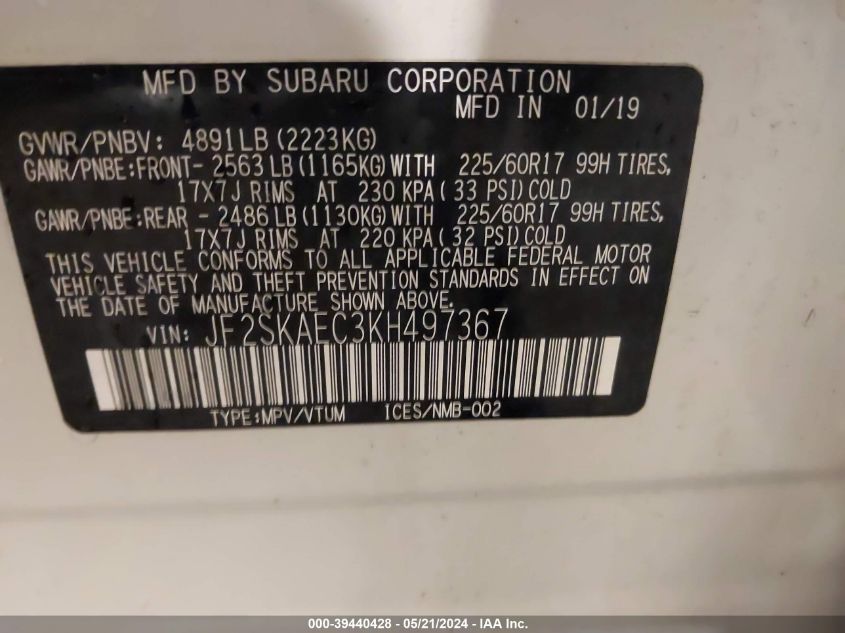 MFD BY SUBARU CORPORATION
MFD IN 01/19
GVWR/PNBV: 4891LB(2223KG)
GAWR/PNBE:FRONT- 2563LB(1165KG)WITH 225/60R17 99H TIRES,
17X7J RIMS AT 230 KPA(33 PSI)COLD
GAWR/PNBE:REAR - 2486LB(1130KG)WITH 225/60R17 99H TIRES,
17X7J RIMS AT 220 KPA(32 PSI)COLD
THIS VEHICLE CONFORMS TO ALL APPLICABLE FEDERAL MOTOR
VEHICLE SAFETY AND THEFT PREVENTION STANDARDS IN EFFECT ON
THE DATE OF MANUFACTURE SHOWN ABOVE.
VIN: JF2SKAEC3KH497367
TYPE:MPV/VTUM ICES/NMB-002
000-39440428 - 05/21/2024 - IAA Inc.